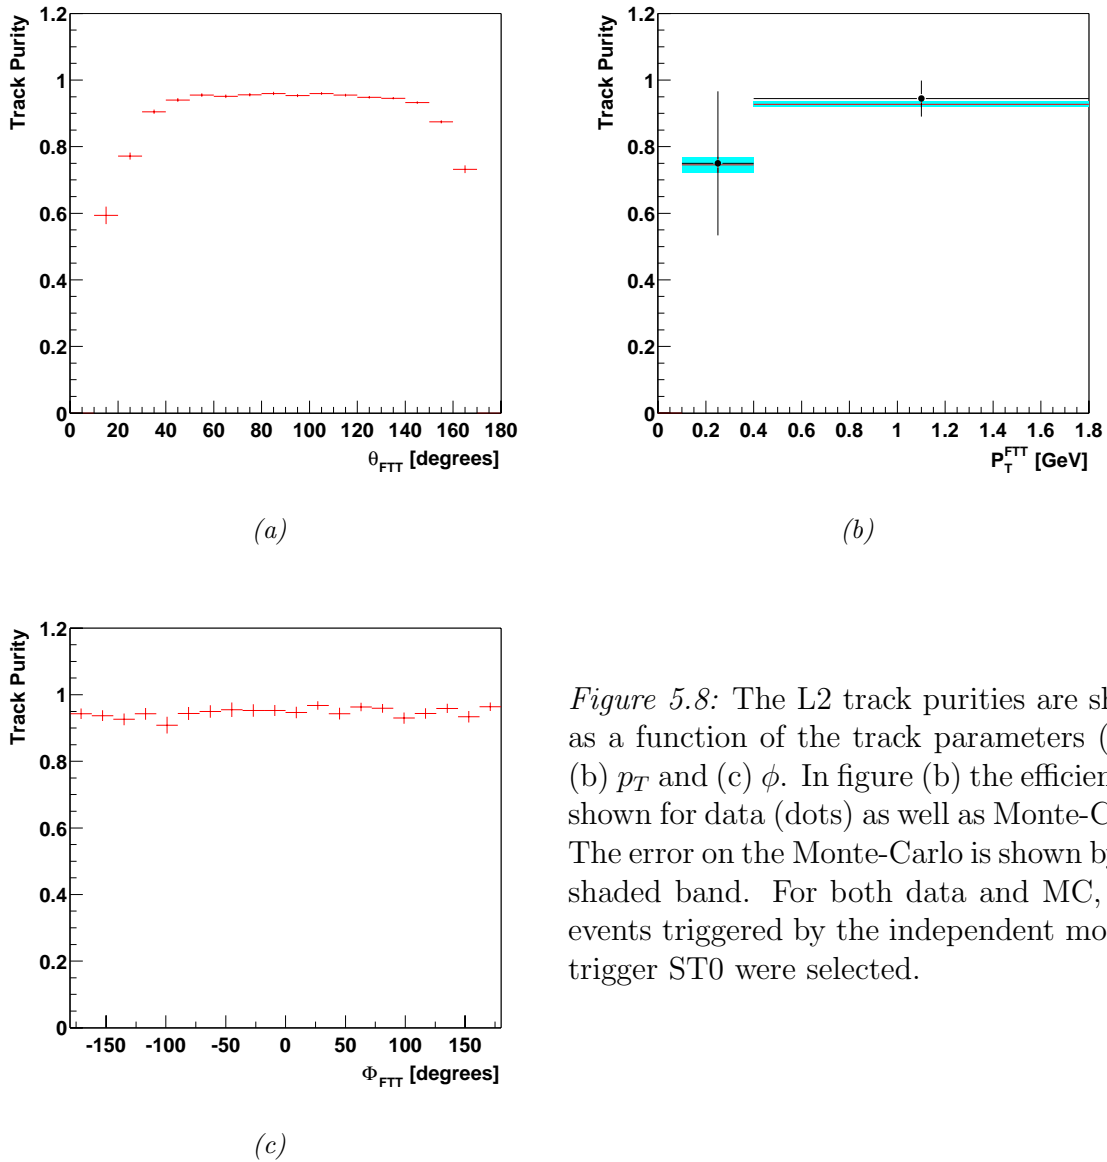 Track Purity
1.2
1
0.8
0.6
0.4
0.2
0
0 20 40 60 80 100 120 140 160 180
θFTT [degrees]
(a)
Track Purity
1.2
1
0.8
0.6
0.4
0.2
0
0 0.2 0.4 0.6 0.8 1 1.2 1.4 1.6 1.8
PTFTT [GeV]
(b)
Track Purity
1.2
1
0.8
0.6
0.4
0.2
0
-150 -100 -50 0 50 100 150
ΦFTT [degrees]
(c)
Figure 5.8: The L2 track purities are
as a function of the track parameters
(b) pT and (c) φ. In figure (b) the
shown for data (dots) as well as
The error on the Monte-Carlo is shown
shaded band. For both data and MC,
events triggered by the independent
trigger ST0 were selected.